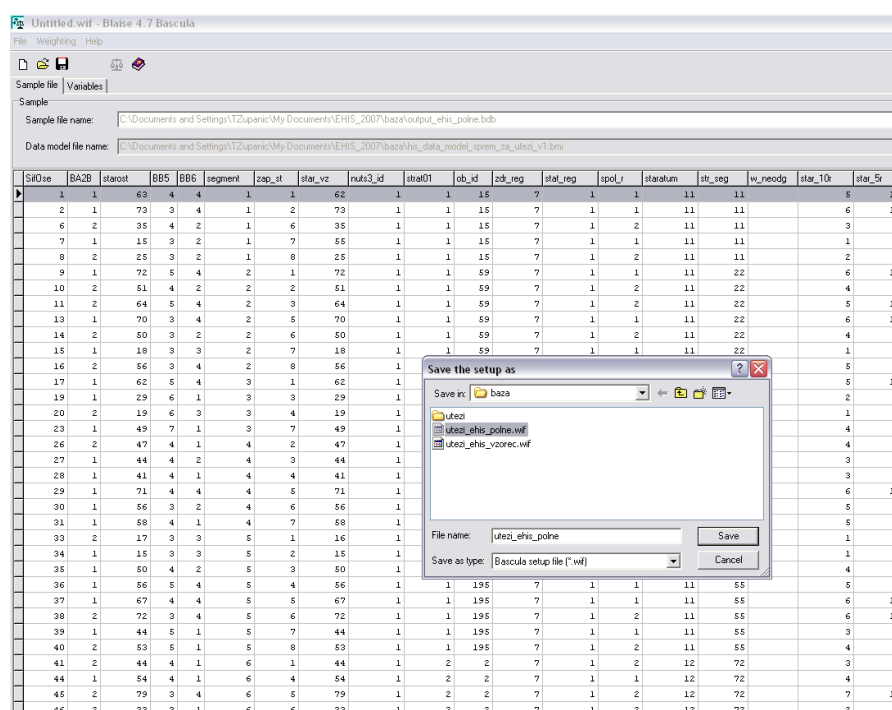 Untitled.wif - Blaise 4.7 Bascula
File Weighting Help
Sample file Variables
Sample
Sample file name: C:\Documents and Settings\TZupanic\My Documents\EHIS_2007\baza\output_ehis_polne.bdb
Data model file name: C:\Documents and Settings\TZupanic\My Documents\EHIS_2007\baza\his_data_model_sprem_za_utezi_v1.bmi
SifOse BA2B starost BB5 BB6 segment zap_st star_vz nuts3_id strat01 ob_id zdr_reg stat_reg spol_r staratum str_seg w_neodg star_10r star_5r
1 1 63 4 4 1 1 62 1 1 15 7 1 1 11 11 5
2 1 73 3 4 1 2 73 1 1 15 7 1 1 11 11 6 1
6 2 35 4 2 1 6 35 1 1 15 7 1 2 11 11 3
7 1 15 3 2 1 7 55 1 1 15 7 1 1 11 11 1
8 2 25 3 2 1 8 25 1 1 15 7 1 2 11 11 2
9 1 72 5 4 2 1 72 1 1 59 7 1 1 11 22 6 1
10 2 51 4 2 2 2 51 1 1 59 7 1 2 11 22 4
11 2 64 5 4 2 3 64 1 1 59 7 1 2 11 22 5 1
13 1 70 3 4 2 5 70 1 1 59 7 1 1 11 22 6 1
14 2 50 3 2 2 6 50 1 1 59 7 1 2 11 22 4
15 1 18 3 3 2 7 18 1 1 59 7 1 1 11 22 1
16 2 56 3 4 2 8 56 1 5
17 1 62 5 4 3 1 62 1 5 1
19 1 29 6 1 3 3 29 1 2
20 2 19 6 3 3 4 19 1 1
23 1 49 7 1 3 7 49 1 4
26 2 47 4 1 4 2 47 1 4
27 1 44 4 2 4 3 44 1 3
28 1 41 4 1 4 4 41 1 3
29 1 71 4 4 4 5 71 1 6 1
30 1 56 3 2 4 6 56 1 5
31 1 58 4 1 4 7 58 1 5
33 2 17 3 3 5 1 16 1 1
34 1 15 3 3 5 2 15 1 1
35 1 50 4 2 5 3 50 1 4
36 1 56 5 4 5 4 56 1 1 195 7 1 1 11 55 5
37 1 67 4 4 5 5 67 1 1 195 7 1 1 11 55 6 1
38 2 72 3 4 5 6 72 1 1 195 7 1 2 11 55 6 1
39 1 44 5 1 5 7 44 1 1 195 7 1 1 11 55 3
40 2 53 5 1 5 8 53 1 1 195 7 1 2 11 55 4
41 2 44 4 1 6 1 44 1 2 2 7 1 2 12 72 3
44 1 54 4 1 6 4 54 1 2 2 7 1 1 12 72 4
45 2 79 3 4 6 5 79 1 2 2 7 1 2 12 72 7 1
Save the setup as
Save in: baza
utezi
utezi_ehis_polne.wif
utezi_ehis_vzorec.wif
File name: utezi_ehis_polne Save
Save as type: Bascula setup file (*.wif) Cancel